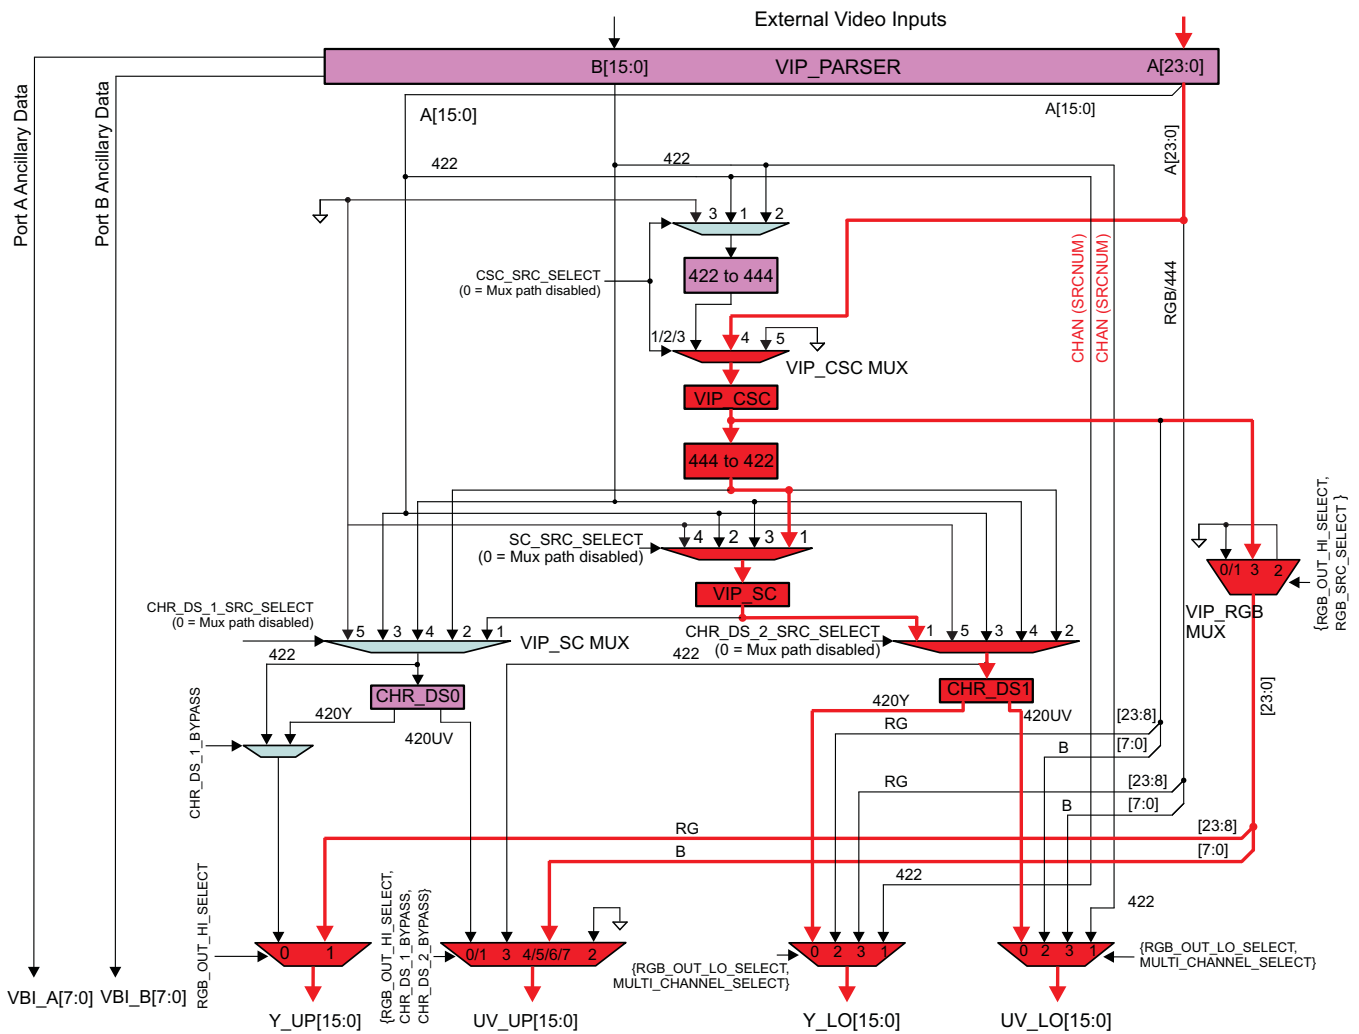 External Video Inputs
B[15:0]
VIP_PARSER
A[23:0]
Port A Ancillary Data
Port B Ancillary Data
A[15:0]
A[15:0]
A[23:0]
422
422
3 1 2
CSC_SRC_SELECT
(0 = Mux path disabled)
422 to 444
CHAN (SRCNUM)
CHAN (SRCNUM)
RGB/444
1/2/3 4 5
VIP_CSC MUX
VIP_CSC
444 to 422
SC_SRC_SELECT
(0 = Mux path disabled)
4 2 3 1
{RGB_OUT_HI_SELECT,
RGB_SRC_SELECT }
0/1 3 2
VIP_RGB
MUX
VIP_SC
CHR_DS_1_SRC_SELECT
(0 = Mux path disabled)
5 3 4 2 1
VIP_SC MUX
CHR_DS_2_SRC_SELECT
(0 = Mux path disabled)
1 5 3 4 2
422
422
CHR_DS0
CHR_DS1
[23:0]
CHR_DS_1_BYPASS
420Y
420UV
420Y
420UV
RG
[23:8]
B
[7:0]
RG
[23:8]
B
[7:0]
RG
[23:8]
B
[7:0]
422
422
RGB_OUT_HI_SELECT
0 1
{RGB_OUT_HI_SELECT,
CHR_DS_1_BYPASS,
CHR_DS_2_BYPASS}
0/1 3 4/5/6/7 2
{RGB_OUT_LO_SELECT,
MULTI_CHANNEL_SELECT}
0 2 3 1
0 2 3 1
{RGB_OUT_LO_SELECT,
MULTI_CHANNEL_SELECT}
VBI_A[7:0]
VBI_B[7:0]
Y_UP[15:0]
UV_UP[15:0]
Y_LO[15:0]
UV_LO[15:0]